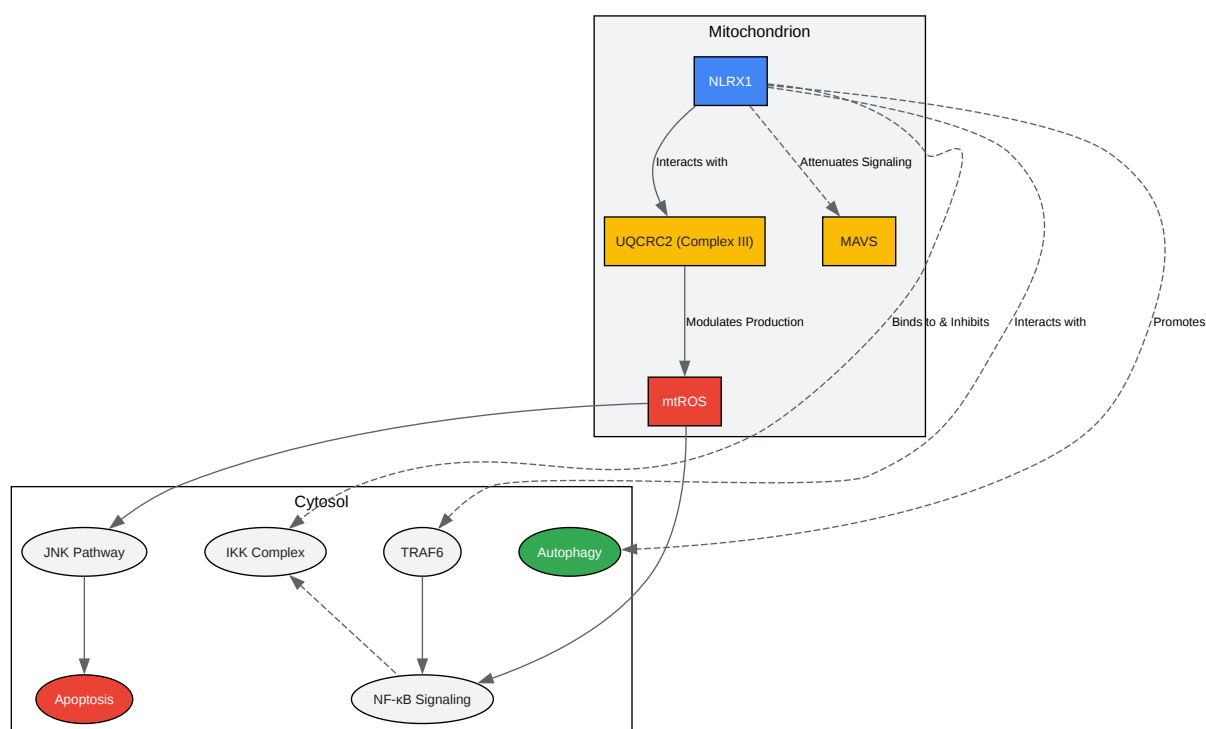 Mitochondrion
NLRX1
Interacts with
Attenuates Signaling
UQCRC2 (Complex III)
MAVS
Modulates Production
Binds to & Inhibits
Interacts with
Promotes
mtROS
Cytosol
JNK Pathway
IKK Complex
TRAF6
Autophagy
Apoptosis
NF-κB Signaling